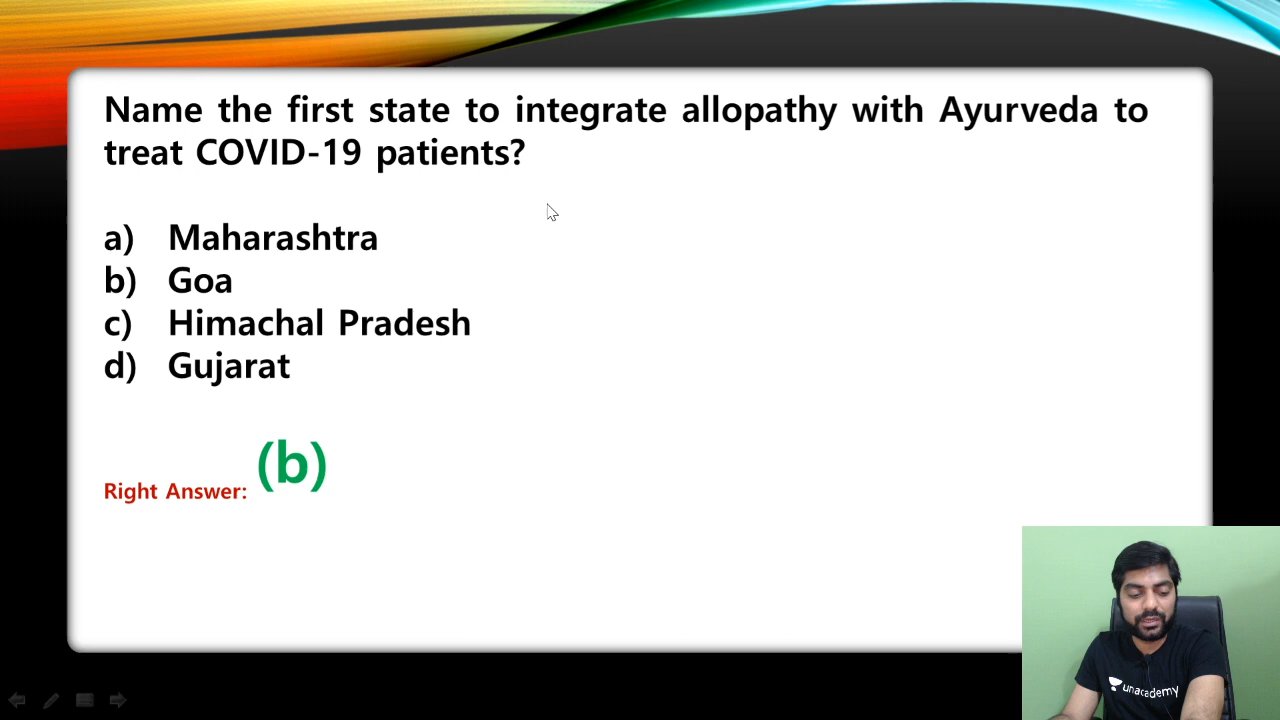 Name the first state to integrate allopathy with Ayurveda to
treat COVID-19 patients?
a) Maharashtra
b) Goa
c) Himachal Pradesh
d) Gujarat
Right Answer: (b)
unacademy